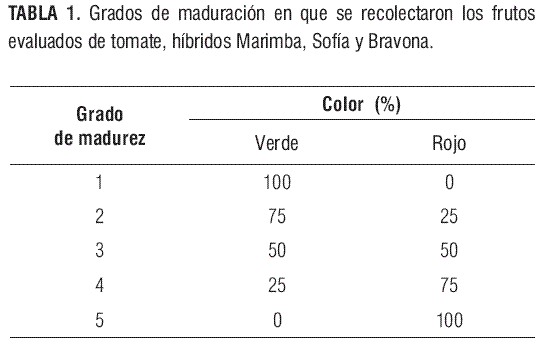 TABLA 1. Grados de maduración en que se recolectaron los frutos
evaluados de tomate, híbridos Marimba, Sofía y Bravona.
Grado de madurez Color (%)
Verde Rojo
1 100 0
2 75 25
3 50 50
4 25 75
5 0 100